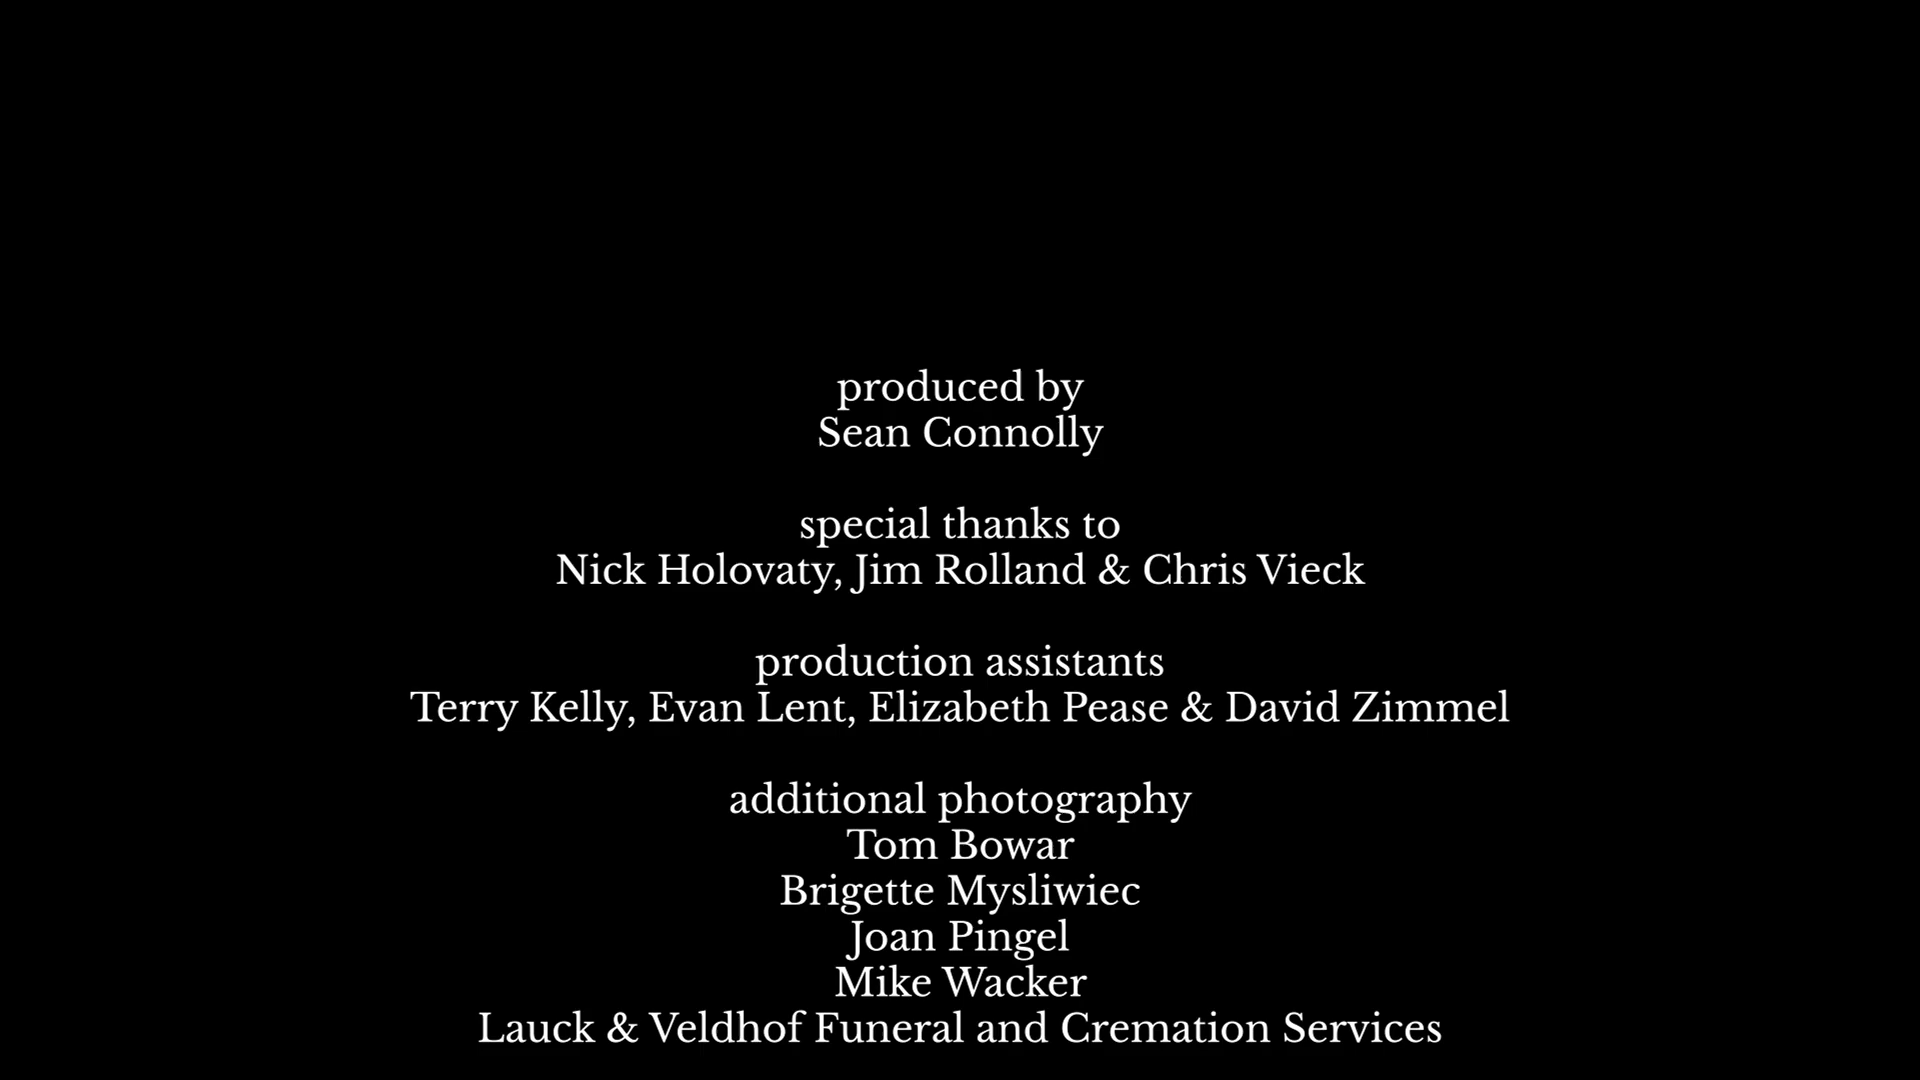 produced by
Sean Connolly
special thanks to
Nick Holovaty, Jim Rolland & Chris Vieck
production assistants
Terry Kelly, Evan Lent, Elizabeth Pease & David Zimmel
additional photography
Tom Bowar
Brigette Mysliwiec
Joan Pingel
Mike Wacker
Lauck & Veldhof Funeral and Cremation Services